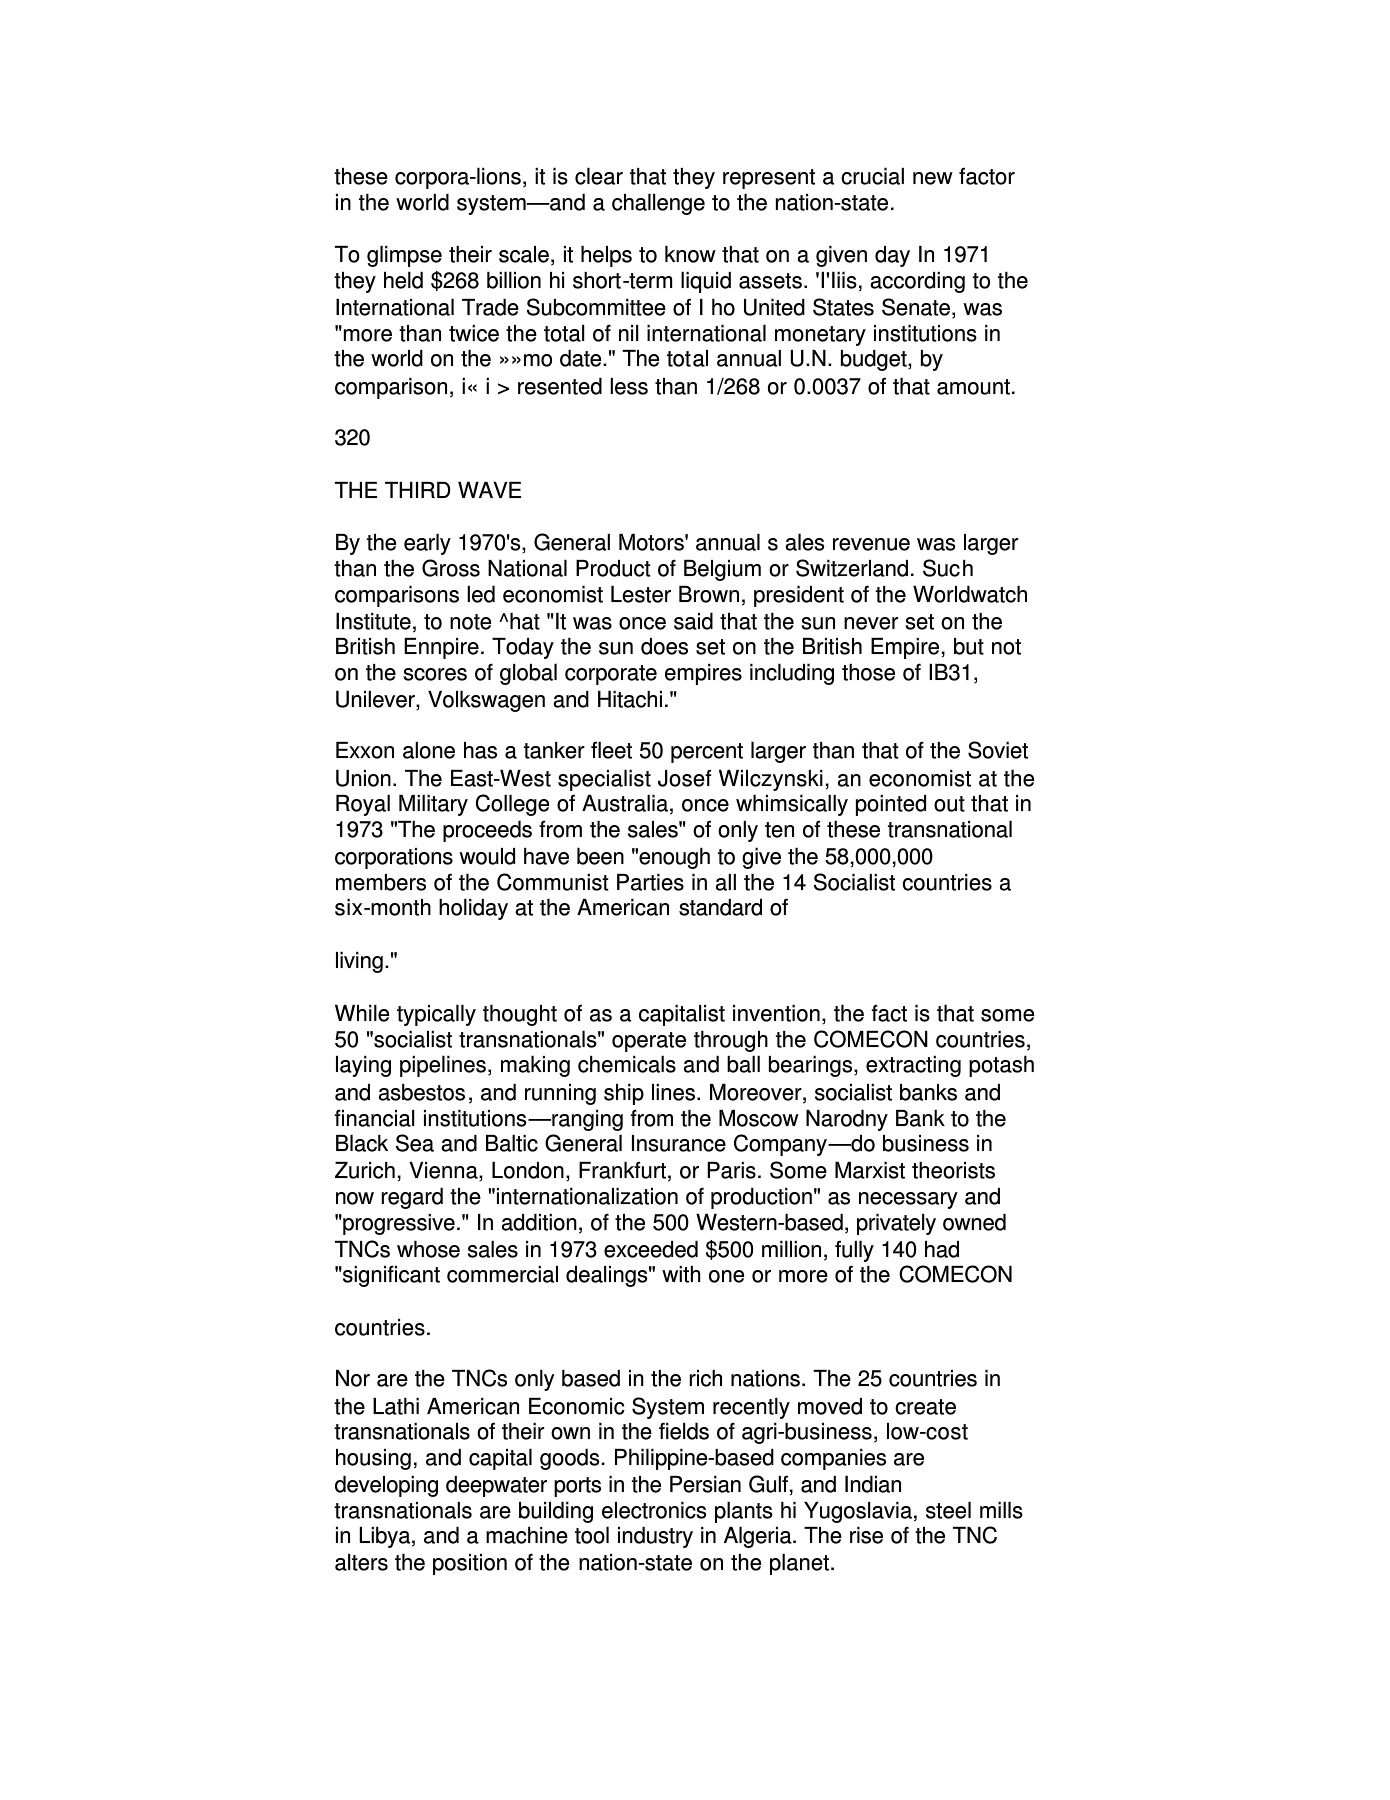 these corpora-lions, it is clear that they represent a crucial new factor
in the world system—and a challenge to the nation-state.
To glimpse their scale, it helps to know that on a given day In 1971
they held $268 billion hi short-term liquid assets. 'I'liis, according to the
International Trade Subcommittee of I ho United States Senate, was
"more than twice the total of nil international monetary institutions in
the world on the »»mo date." The total annual U.N. budget, by
comparison, i« i > resented less than 1/268 or 0.0037 of that amount.
320
THE THIRD WAVE
By the early 1970's, General Motors' annual s ales revenue was larger
than the Gross National Product of Belgium or Switzerland. Such
comparisons led economist Lester Brown, president of the Worldwatch
Institute, to note ^hat "It was once said that the sun never set on the
British Ennpire. Today the sun does set on the British Empire, but not
on the scores of global corporate empires including those of IB31,
Unilever, Volkswagen and Hitachi."
Exxon alone has a tanker fleet 50 percent larger than that of the Soviet
Union. The East-West specialist Josef Wilczynski, an economist at the
Royal Military College of Australia, once whimsically pointed out that in
1973 "The proceeds from the sales" of only ten of these transnational
corporations would have been "enough to give the 58,000,000
members of the Communist Parties in all the 14 Socialist countries a
six-month holiday at the American standard of
living."
While typically thought of as a capitalist invention, the fact is that some
50 "socialist transnationals" operate through the COMECON countries,
laying pipelines, making chemicals and ball bearings, extracting potash
and asbestos, and running ship lines. Moreover, socialist banks and
financial institutions—ranging from the Moscow Narodny Bank to the
Black Sea and Baltic General Insurance Company—do business in
Zurich, Vienna, London, Frankfurt, or Paris. Some Marxist theorists
now regard the "internationalization of production" as necessary and
"progressive." In addition, of the 500 Western-based, privately owned
TNCs whose sales in 1973 exceeded $500 million, fully 140 had
"significant commercial dealings" with one or more of the COMECON
countries.
Nor are the TNCs only based in the rich nations. The 25 countries in
the Lathi American Economic System recently moved to create
transnationals of their own in the fields of agri-business, low-cost
housing, and capital goods. Philippine-based companies are
developing deepwater ports in the Persian Gulf, and Indian
transnationals are building electronics plants hi Yugoslavia, steel mills
in Libya, and a machine tool industry in Algeria. The rise of the TNC
alters the position of the nation-state on the planet.